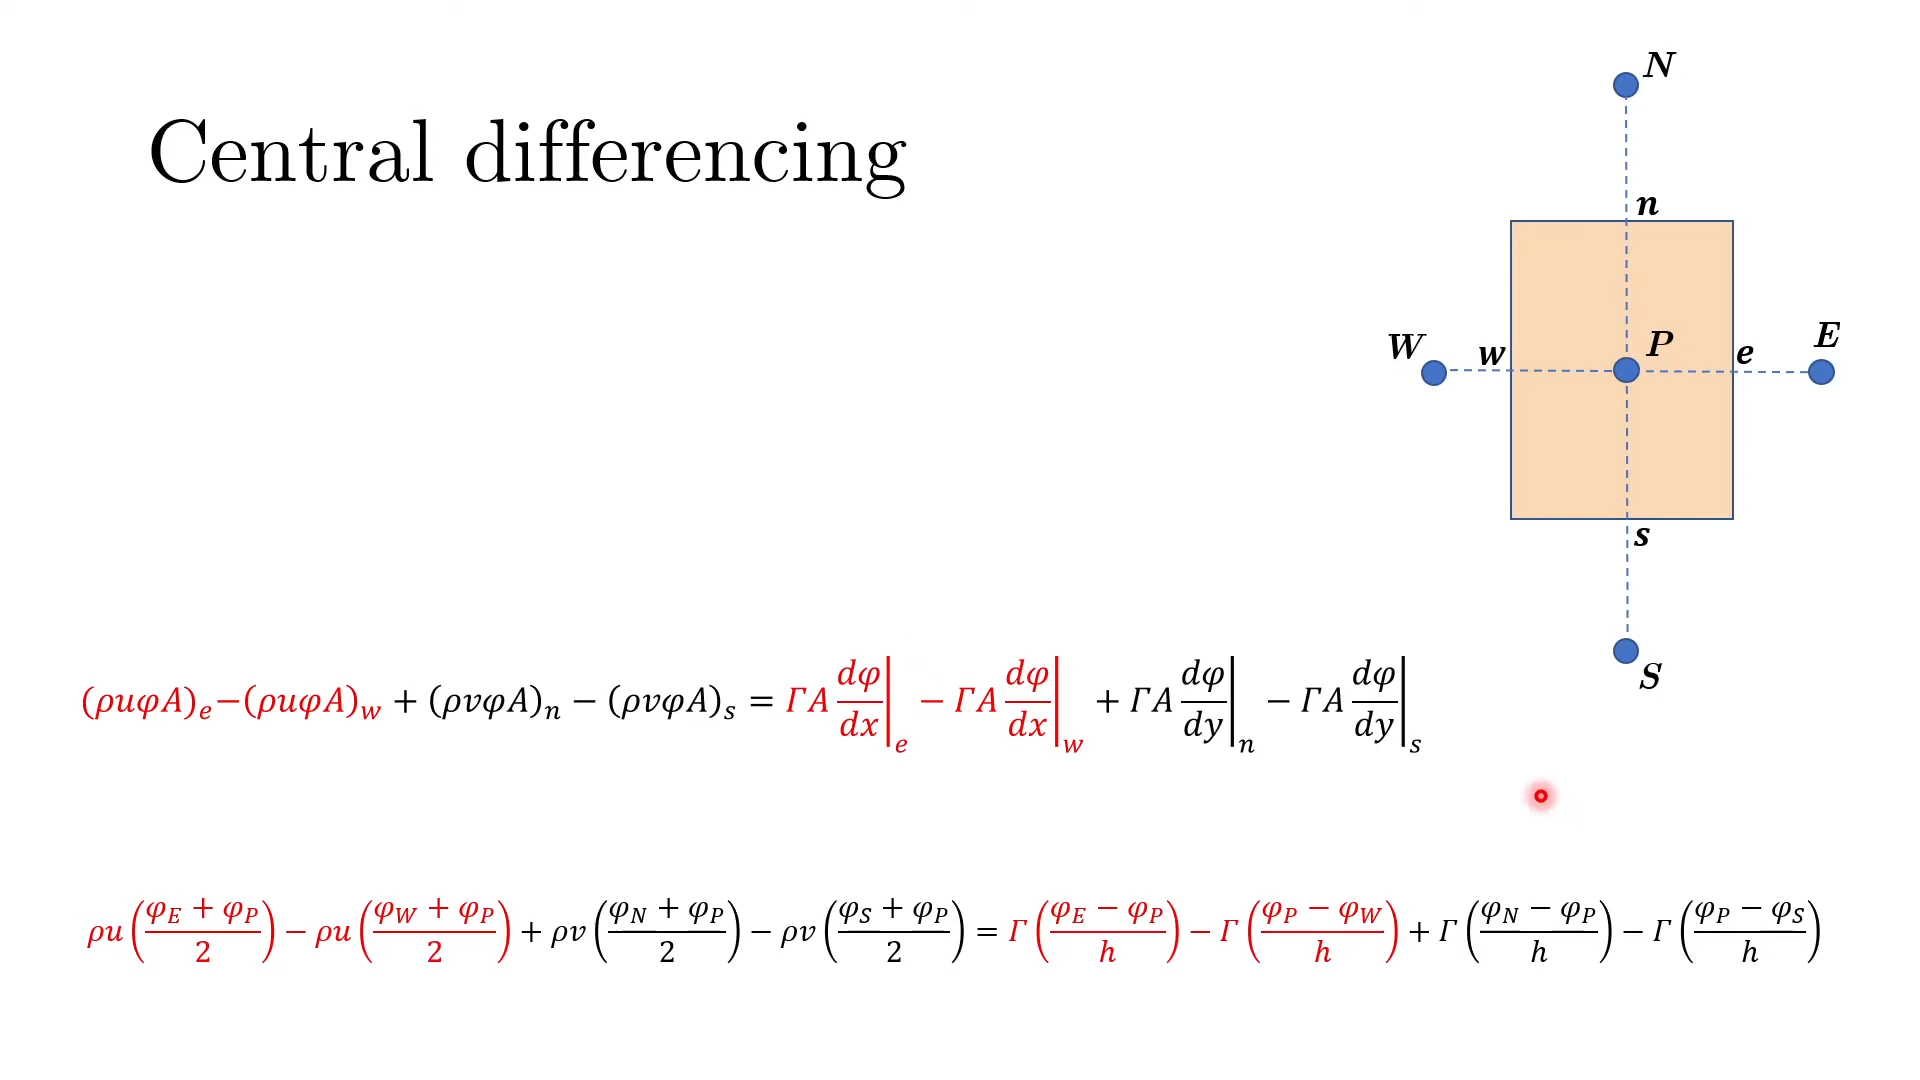 Central differencing
N
n
W w P e E
s
S
(ρuφA)_e−(ρuφA)_w + (ρvφA)_n − (ρvφA)_s = ΓA dφ/dx|_e − ΓA dφ/dx|_w + ΓA dφ/dy|_n − ΓA dφ/dy|_s
ρu((φ_E + φ_P)/2) − ρu((φ_W + φ_P)/2) + ρv((φ_N + φ_P)/2) − ρv((φ_S + φ_P)/2) = Γ((φ_E − φ_P)/h) − Γ((φ_P − φ_W)/h) + Γ((φ_N − φ_P)/h) − Γ((φ_P − φ_S)/h)